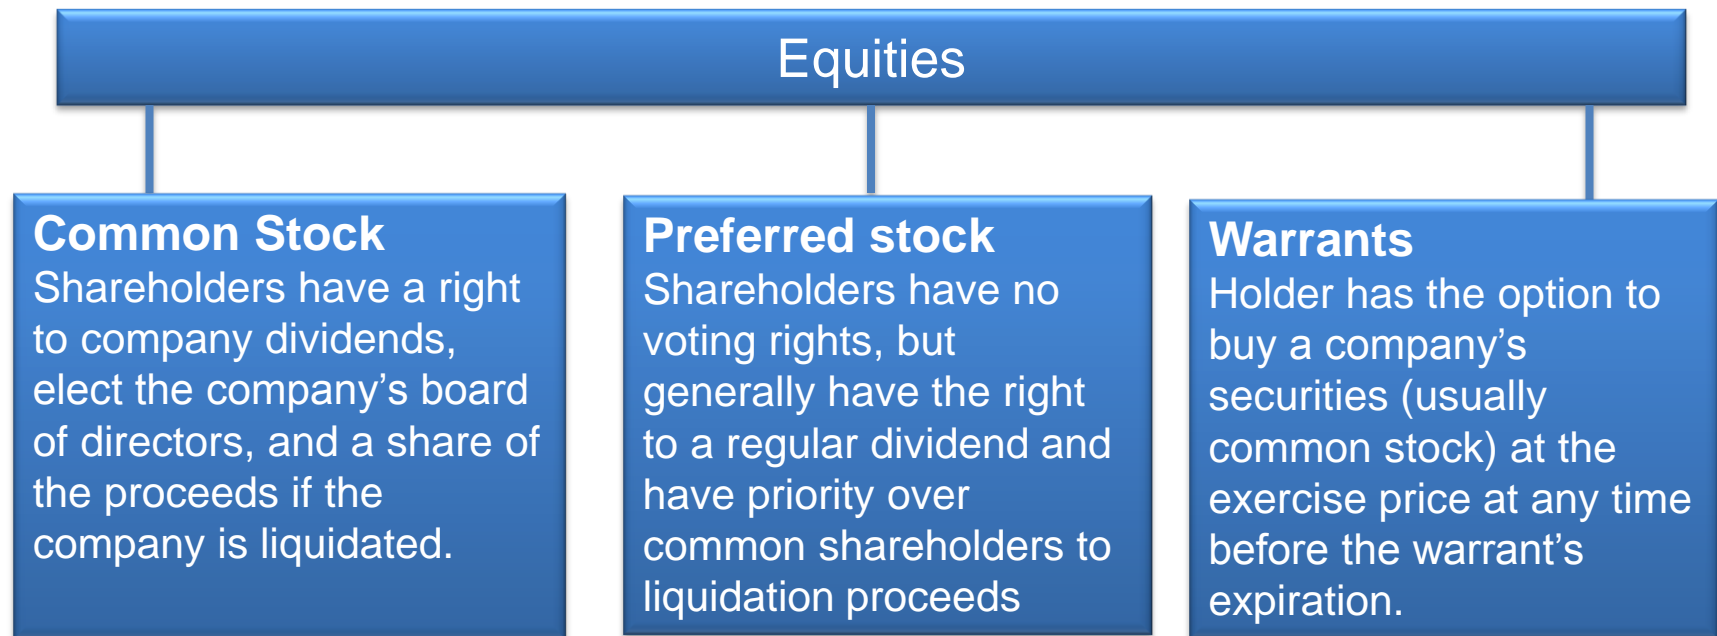 Equities
Common Stock
Shareholders have a right
to company dividends,
elect the company’s board
of directors, and a share of
the proceeds if the
company is liquidated.
Preferred stock
Shareholders have no
voting rights, but
generally have the right
to a regular dividend and
have priority over
common shareholders to
liquidation proceeds
Warrants
Holder has the option to
buy a company’s
securities (usually
common stock) at the
exercise price at any time
before the warrant’s
expiration.